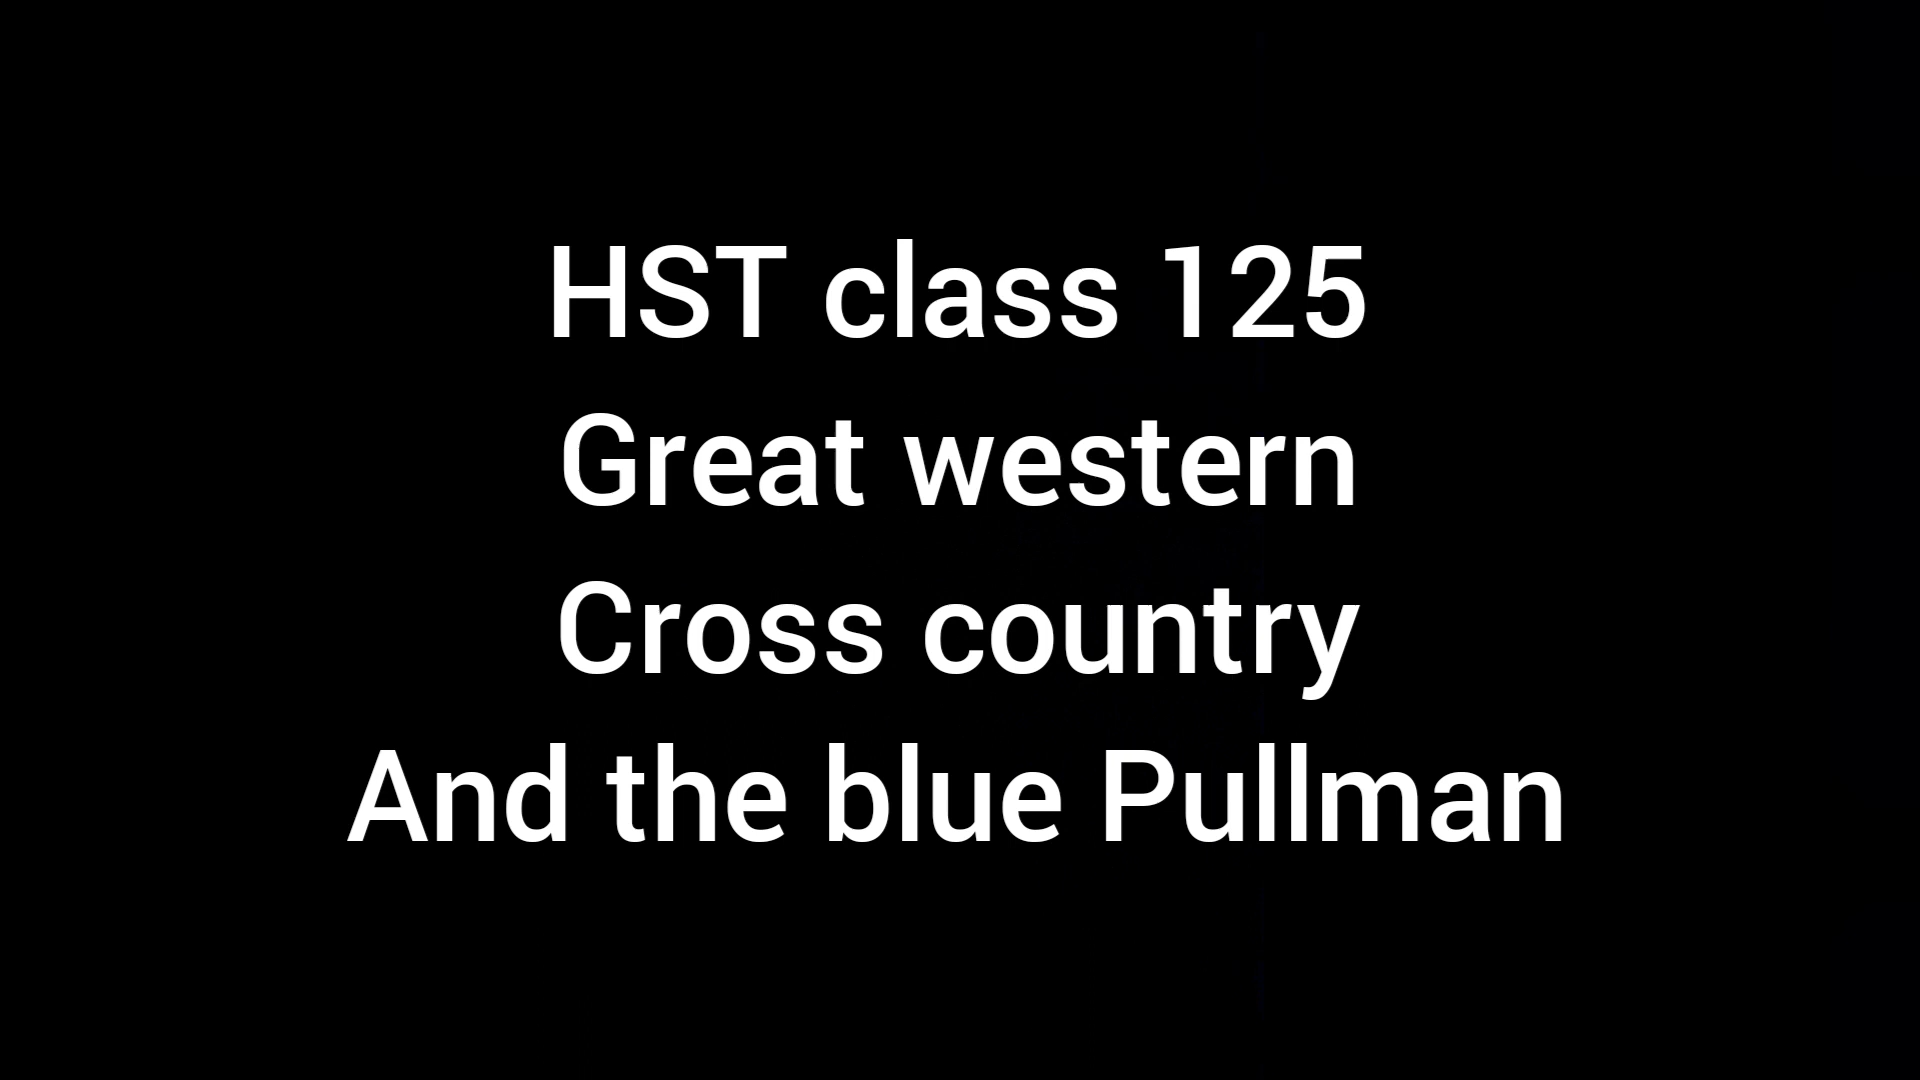 HST class 125
Great western
Cross country
And the blue Pullman